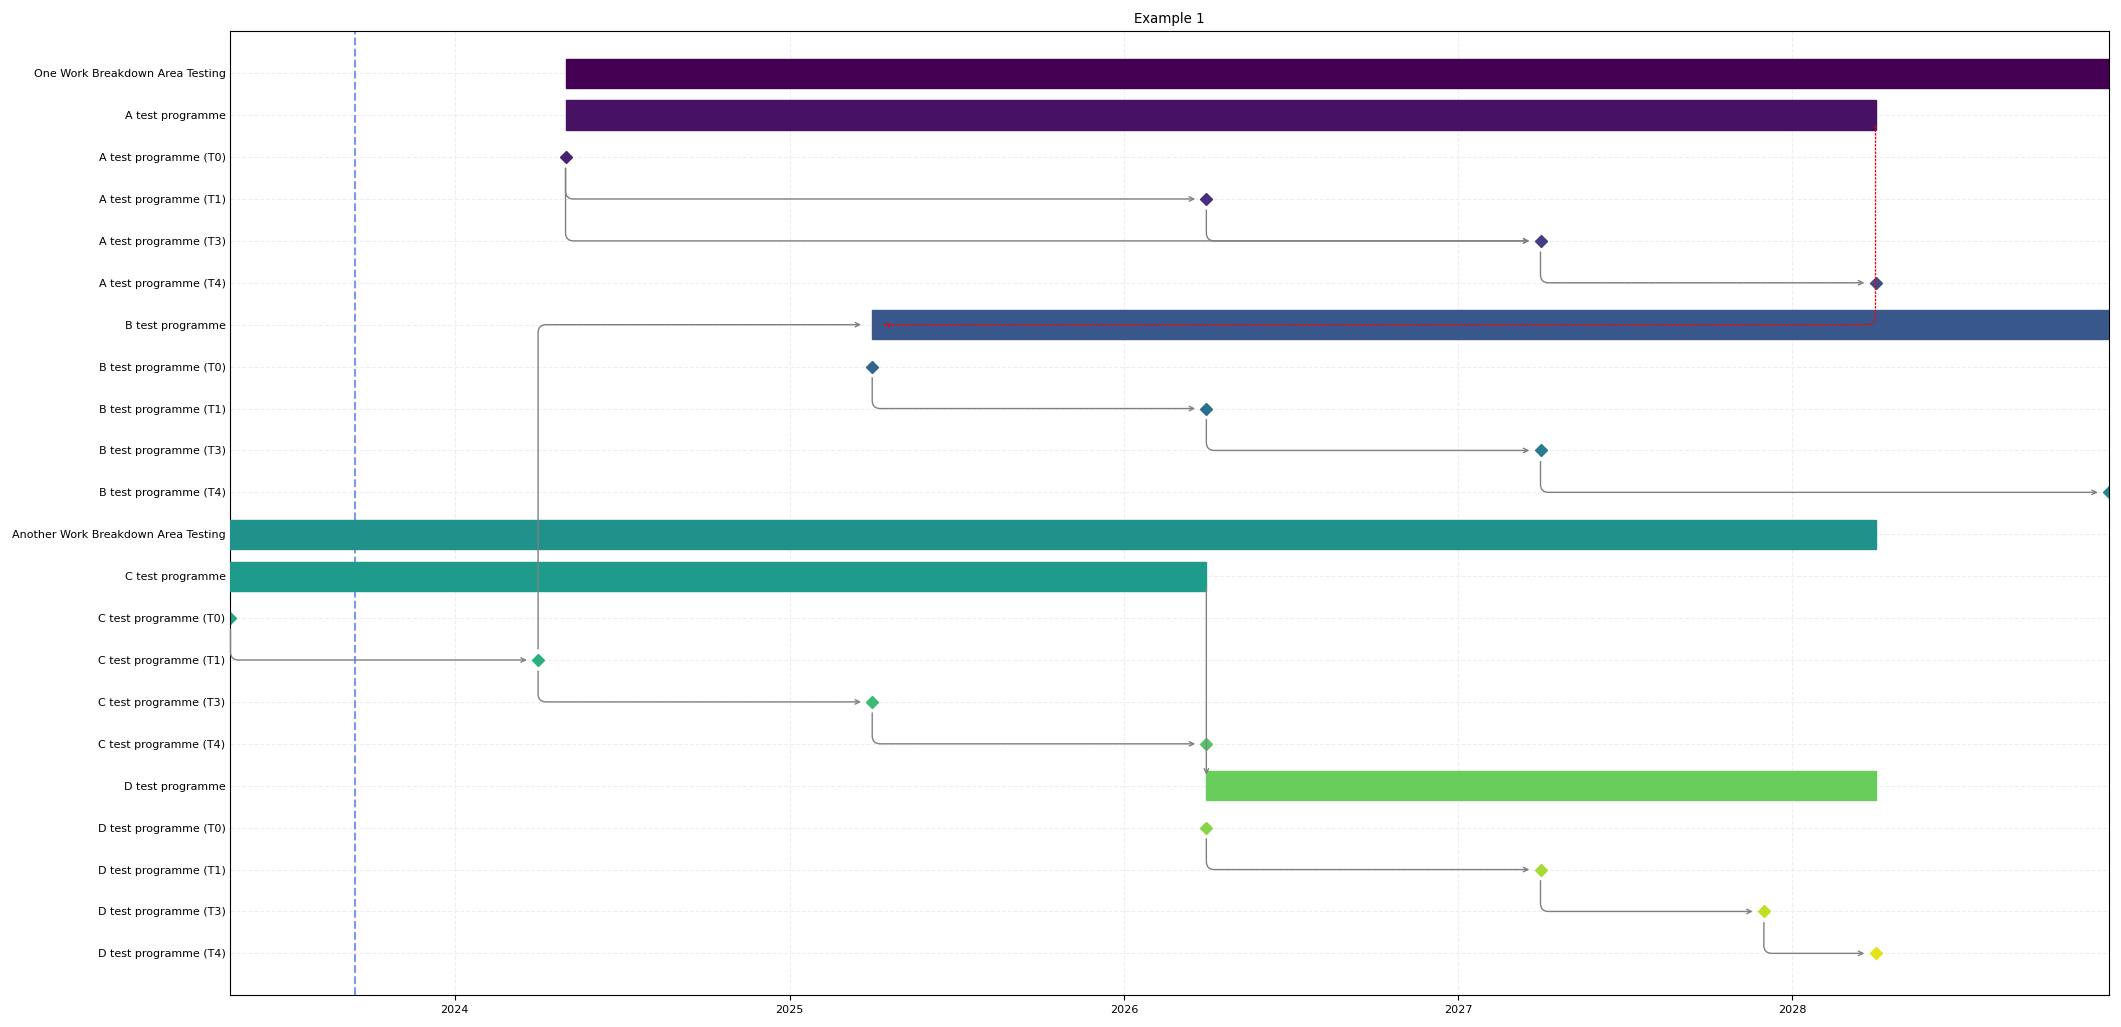 Example 1
One Work Breakdown Area Testing
A test programme
A test programme (T0)
A test programme (T1)
A test programme (T3)
A test programme (T4)
B test programme
B test programme (T0)
B test programme (T1)
B test programme (T3)
B test programme (T4)
Another Work Breakdown Area Testing
C test programme
C test programme (T0)
C test programme (T1)
C test programme (T3)
C test programme (T4)
D test programme
D test programme (T0)
D test programme (T1)
D test programme (T3)
D test programme (T4)
2024 2025 2026 2027 2028